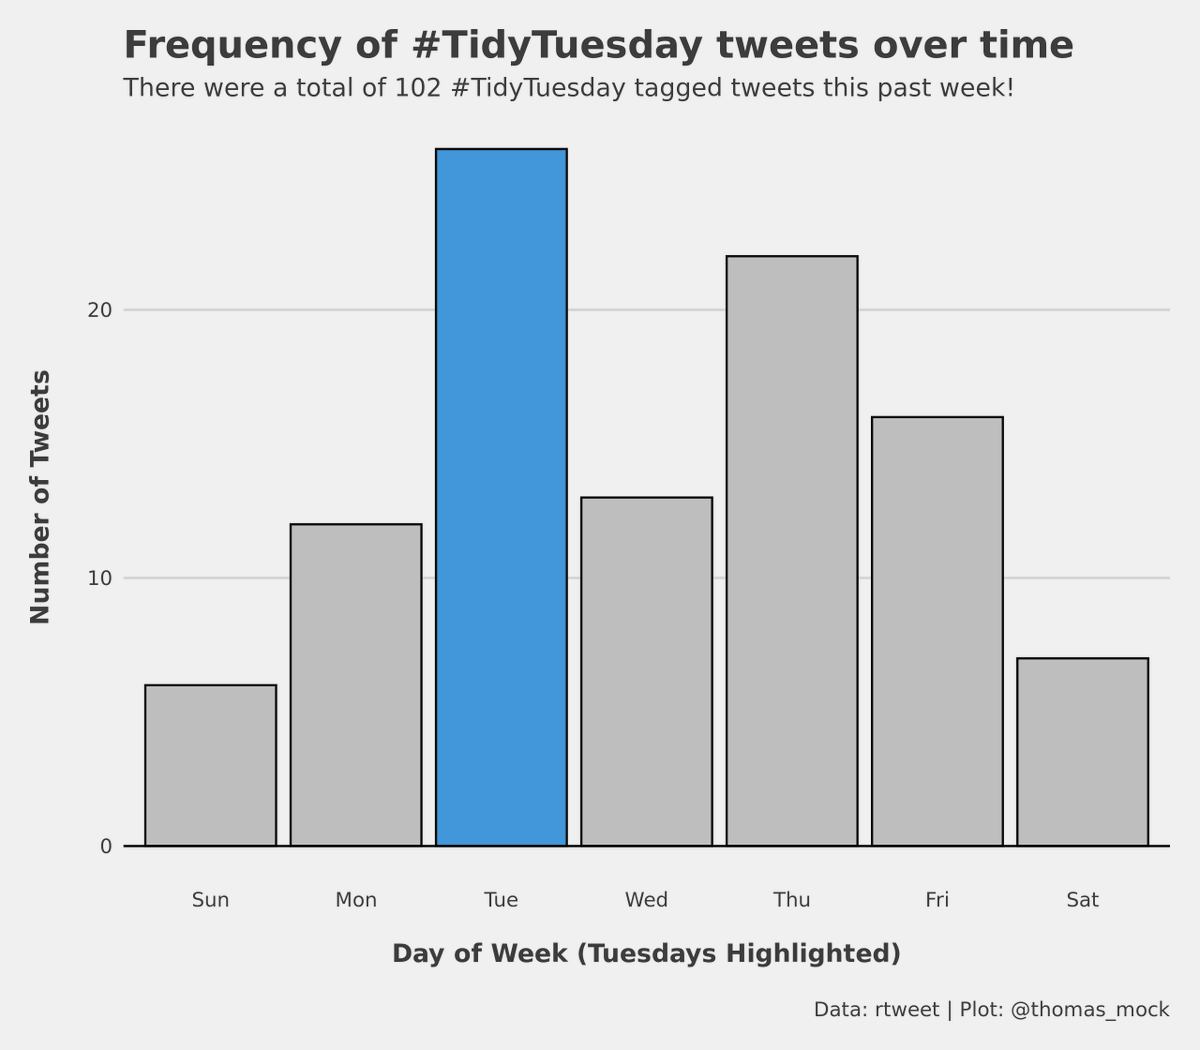 Frequency of #TidyTuesday tweets over time
There were a total of 102 #TidyTuesday tagged tweets this past week!
Number of Tweets
20
10
0
Sun Mon Tue Wed Thu Fri Sat
Day of Week (Tuesdays Highlighted)
Data: rtweet | Plot: @thomas_mock